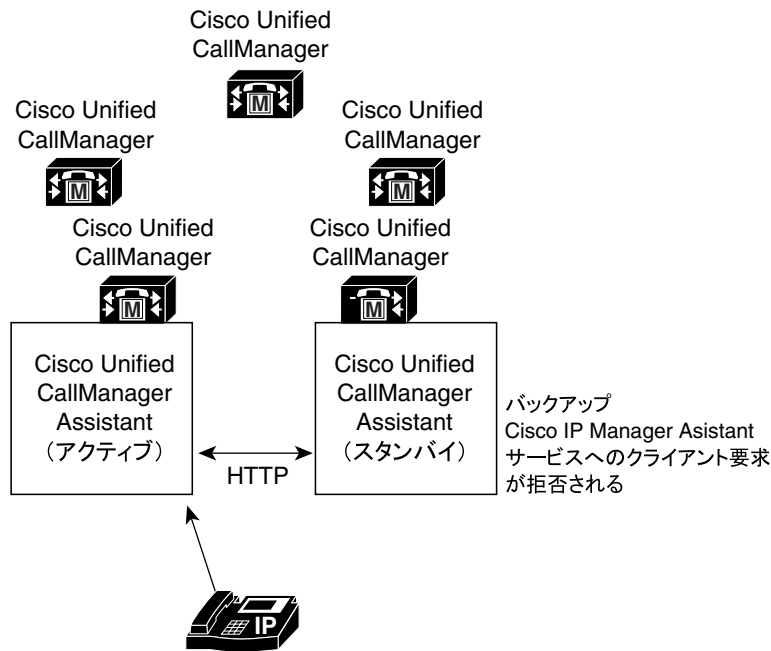 Cisco Unified
CallManager
Cisco Unified
CallManager
M
Cisco Unified
CallManager
M
M
Cisco Unified
CallManager
Cisco Unified
CallManager
M
M
Cisco Unified
CallManager
Assistant
（アクティブ）
HTTP
Cisco Unified
CallManager
Assistant
（スタンバイ）
バックアップ
Cisco IP Manager Asistant
サービスへのクライアント要求
が拒否される
IP